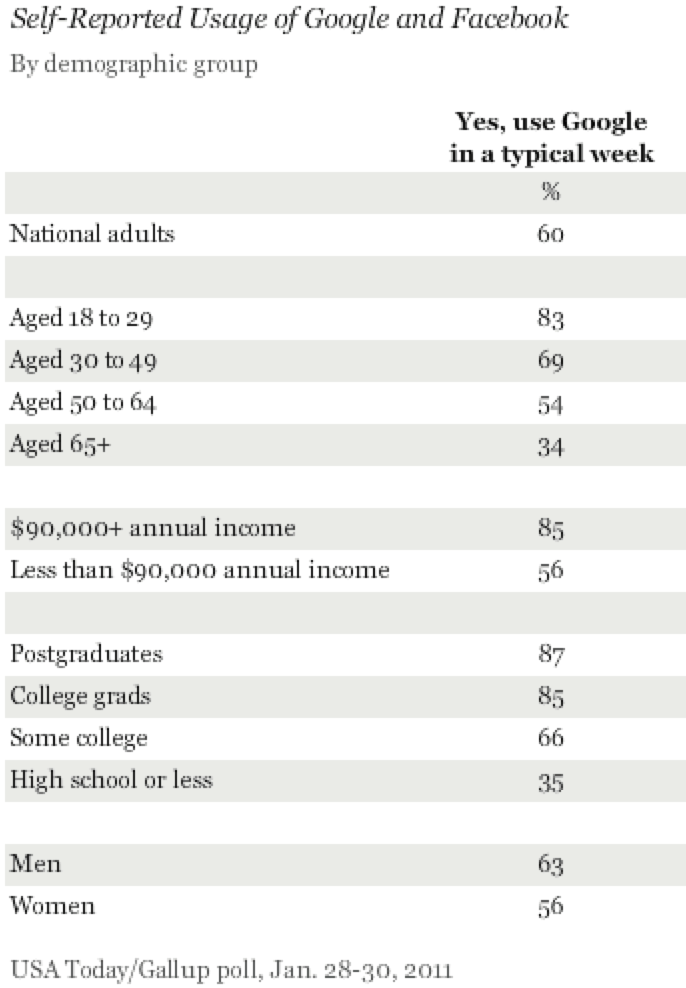 Self-Reported Usage of Google and Facebook
By demographic group
Yes, use Google
in a typical week
%
National adults 60
Aged 18 to 29 83
Aged 30 to 49 69
Aged 50 to 64 54
Aged 65+ 34
$90,000+ annual income 85
Less than $90,000 annual income 56
Postgraduates 87
College grads 85
Some college 66
High school or less 35
Men 63
Women 56
USA Today/Gallup poll, Jan. 28-30, 2011